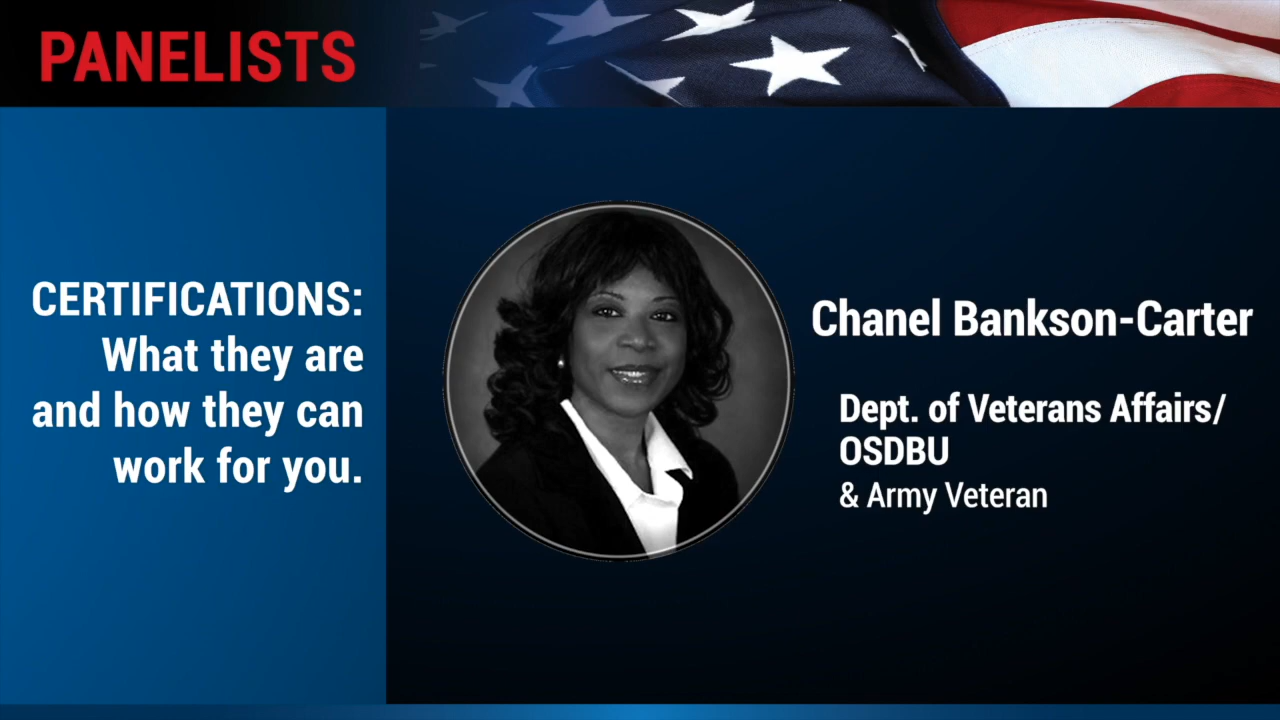 PANELISTS
CERTIFICATIONS:
What they are
and how they can
work for you.
Chanel Bankson-Carter
Dept. of Veterans Affairs/
OSDBU
& Army Veteran